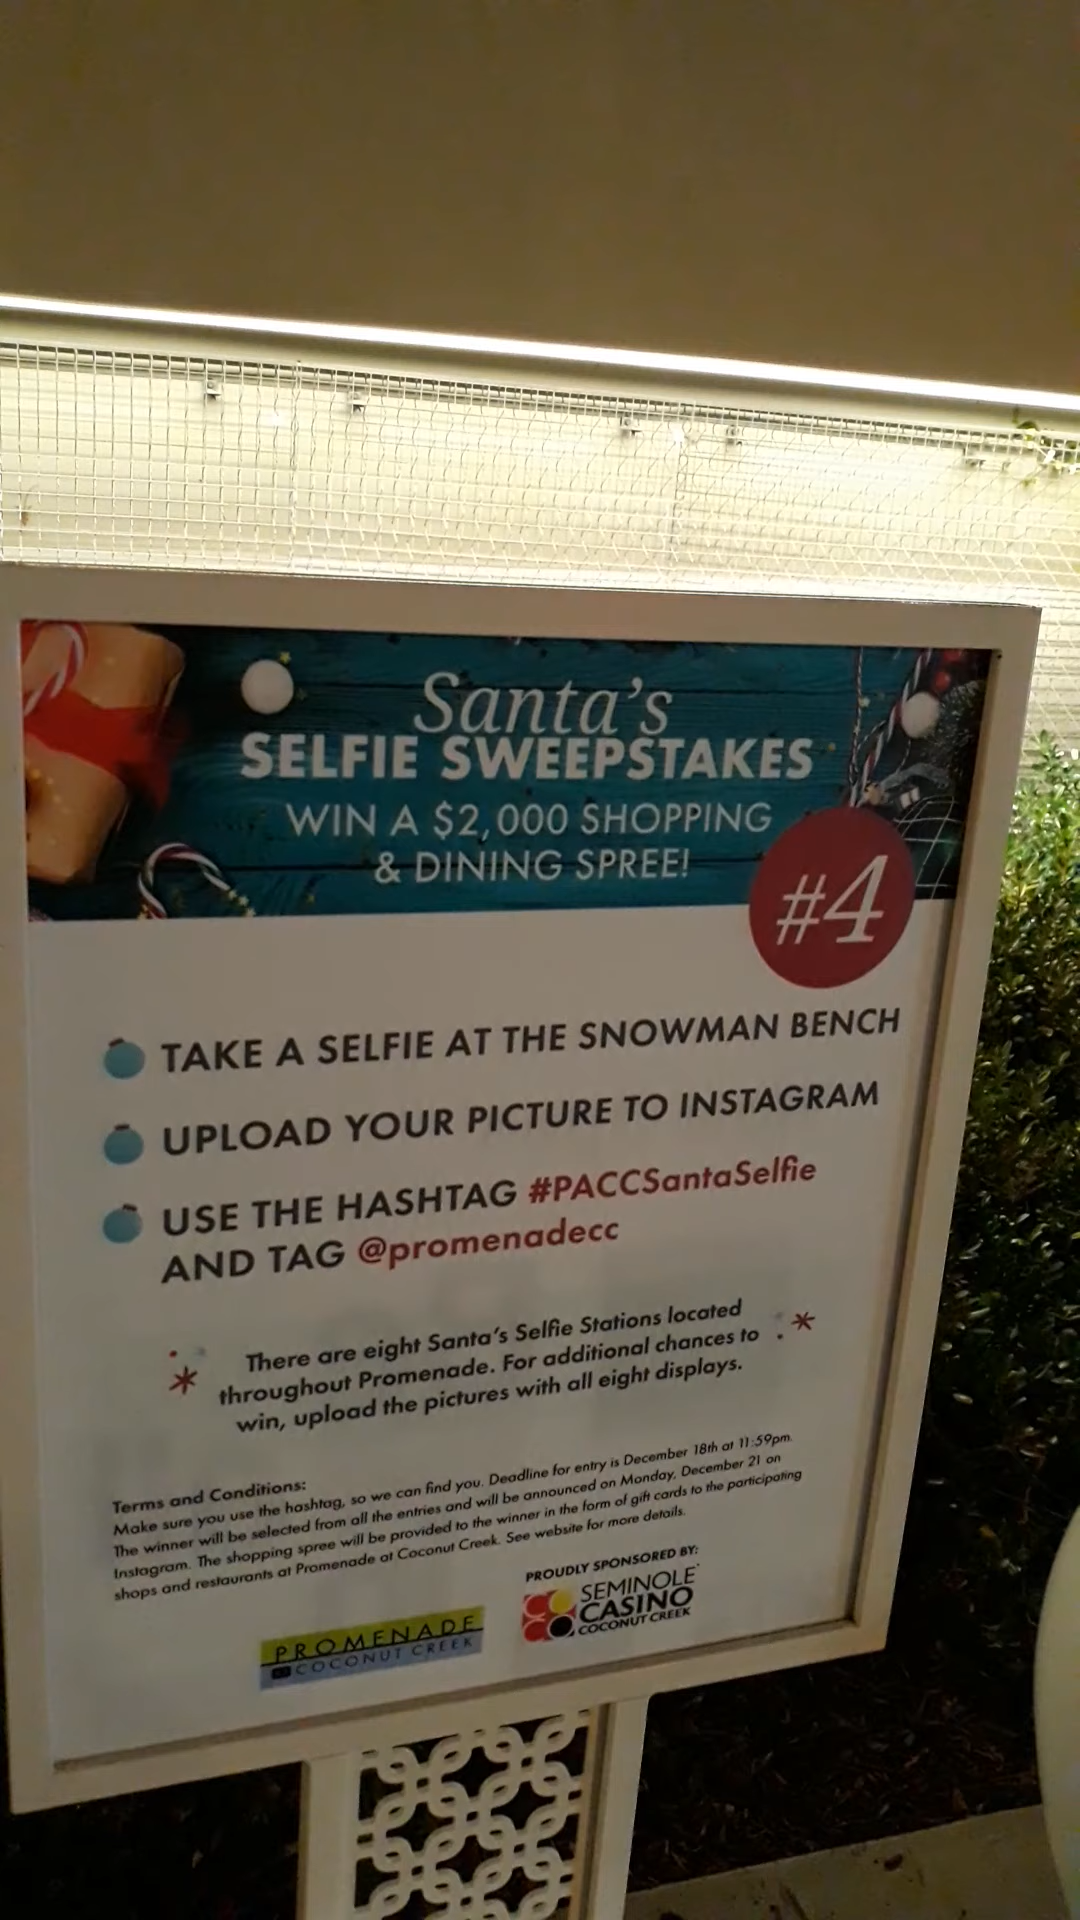 Santa's
SELFIE SWEEPSTAKES
WIN A $2,000 SHOPPING
& DINING SPREE!
#4
TAKE A SELFIE AT THE SNOWMAN BENCH
UPLOAD YOUR PICTURE TO INSTAGRAM
USE THE HASHTAG #PACCSantaSelfie
AND TAG @promenadecc
There are eight Santa's Selfie Stations located
throughout Promenade. For additional chances to
win, upload the pictures with all eight displays.
Terms and Conditions:
Make sure you use the hashtag, so we can find you. Deadline for entry is December 18th at 11:59pm.
The winner will be selected from all the entries and will be announced on Monday, December 21 on
Instagram. The shopping spree will be provided to the winner in the form of gift cards to the participating
shops and restaurants at Promenade at Coconut Creek. See website for more details.
PROUDLY SPONSORED BY:
SEMINOLE
CASINO
COCONUT CREEK
PROMENADE
COCONUT CREEK